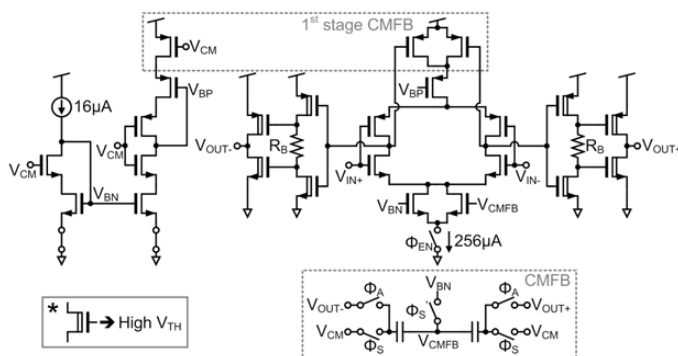 1st stage CMFB
VCM
16μA
VBP
VBP
VCM
VCM
VOUT-
RB
RB
VOUT+
VIN+
VIN-
VBN
VBN
VCMFB
ΦEN
256μA
* High VTH
CMFB
VBN
ΦA
ΦA
VOUT-
ΦS
VOUT+
VCM
VCM
ΦS
VCMFB
ΦS